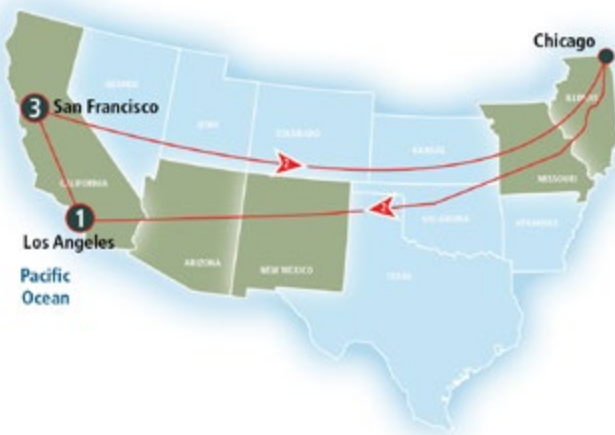 Chicago
3 San Francisco
NEVADA
UTAH
COLORADO
KANSAS
ILLINOIS
MISSOURI
CALIFORNIA
1
Los Angeles
Pacific
Ocean
ARIZONA
NEW MEXICO
OKLAHOMA
ARKANSAS
TEXAS